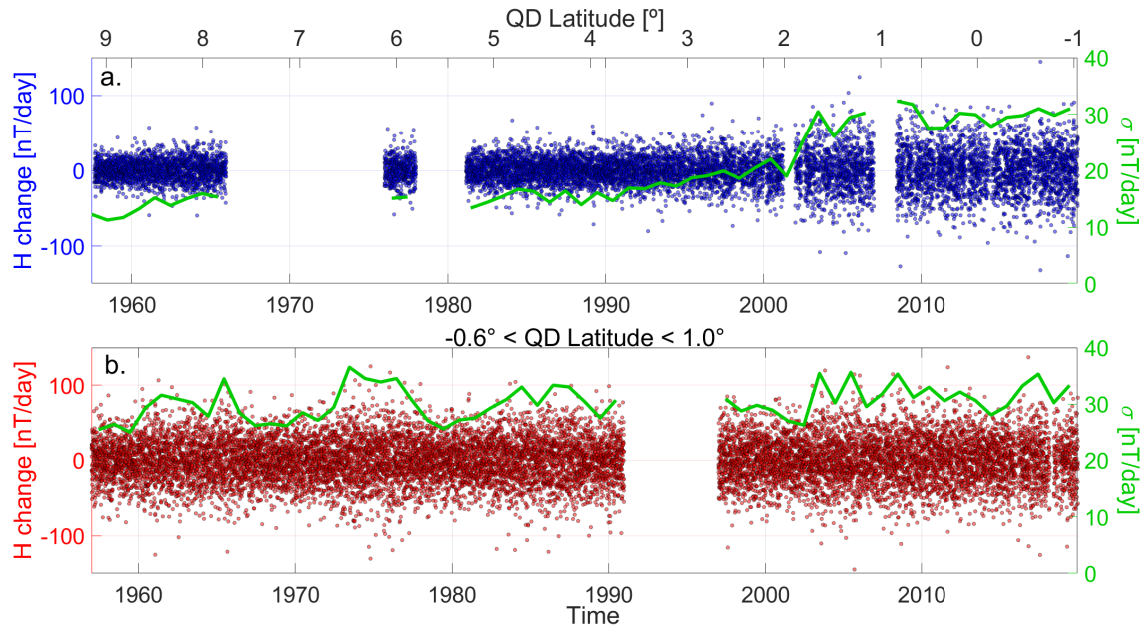 QD Latitude [º]
9 8 7 6 5 4 3 2 1 0 -1
a.
H change [nT/day]
100
0
-100
40
30
20
10
0
σ [nT/day]
1960 1970 1980 1990 2000 2010
-0.6° < QD Latitude < 1.0°
b.
H change [nT/day]
100
0
-100
40
30
20
10
0
σ [nT/day]
1960 1970 1980 1990 2000 2010
Time